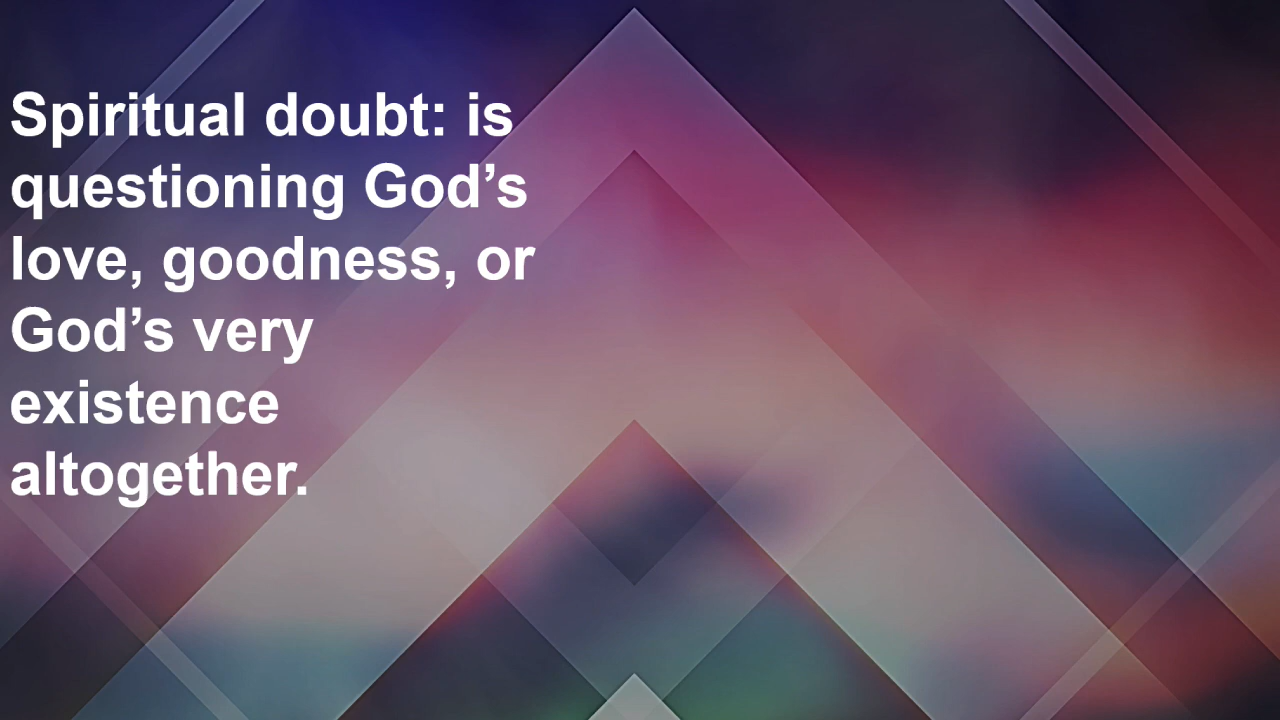 Spiritual doubt: is
questioning God’s
love, goodness, or
God’s very
existence
altogether.